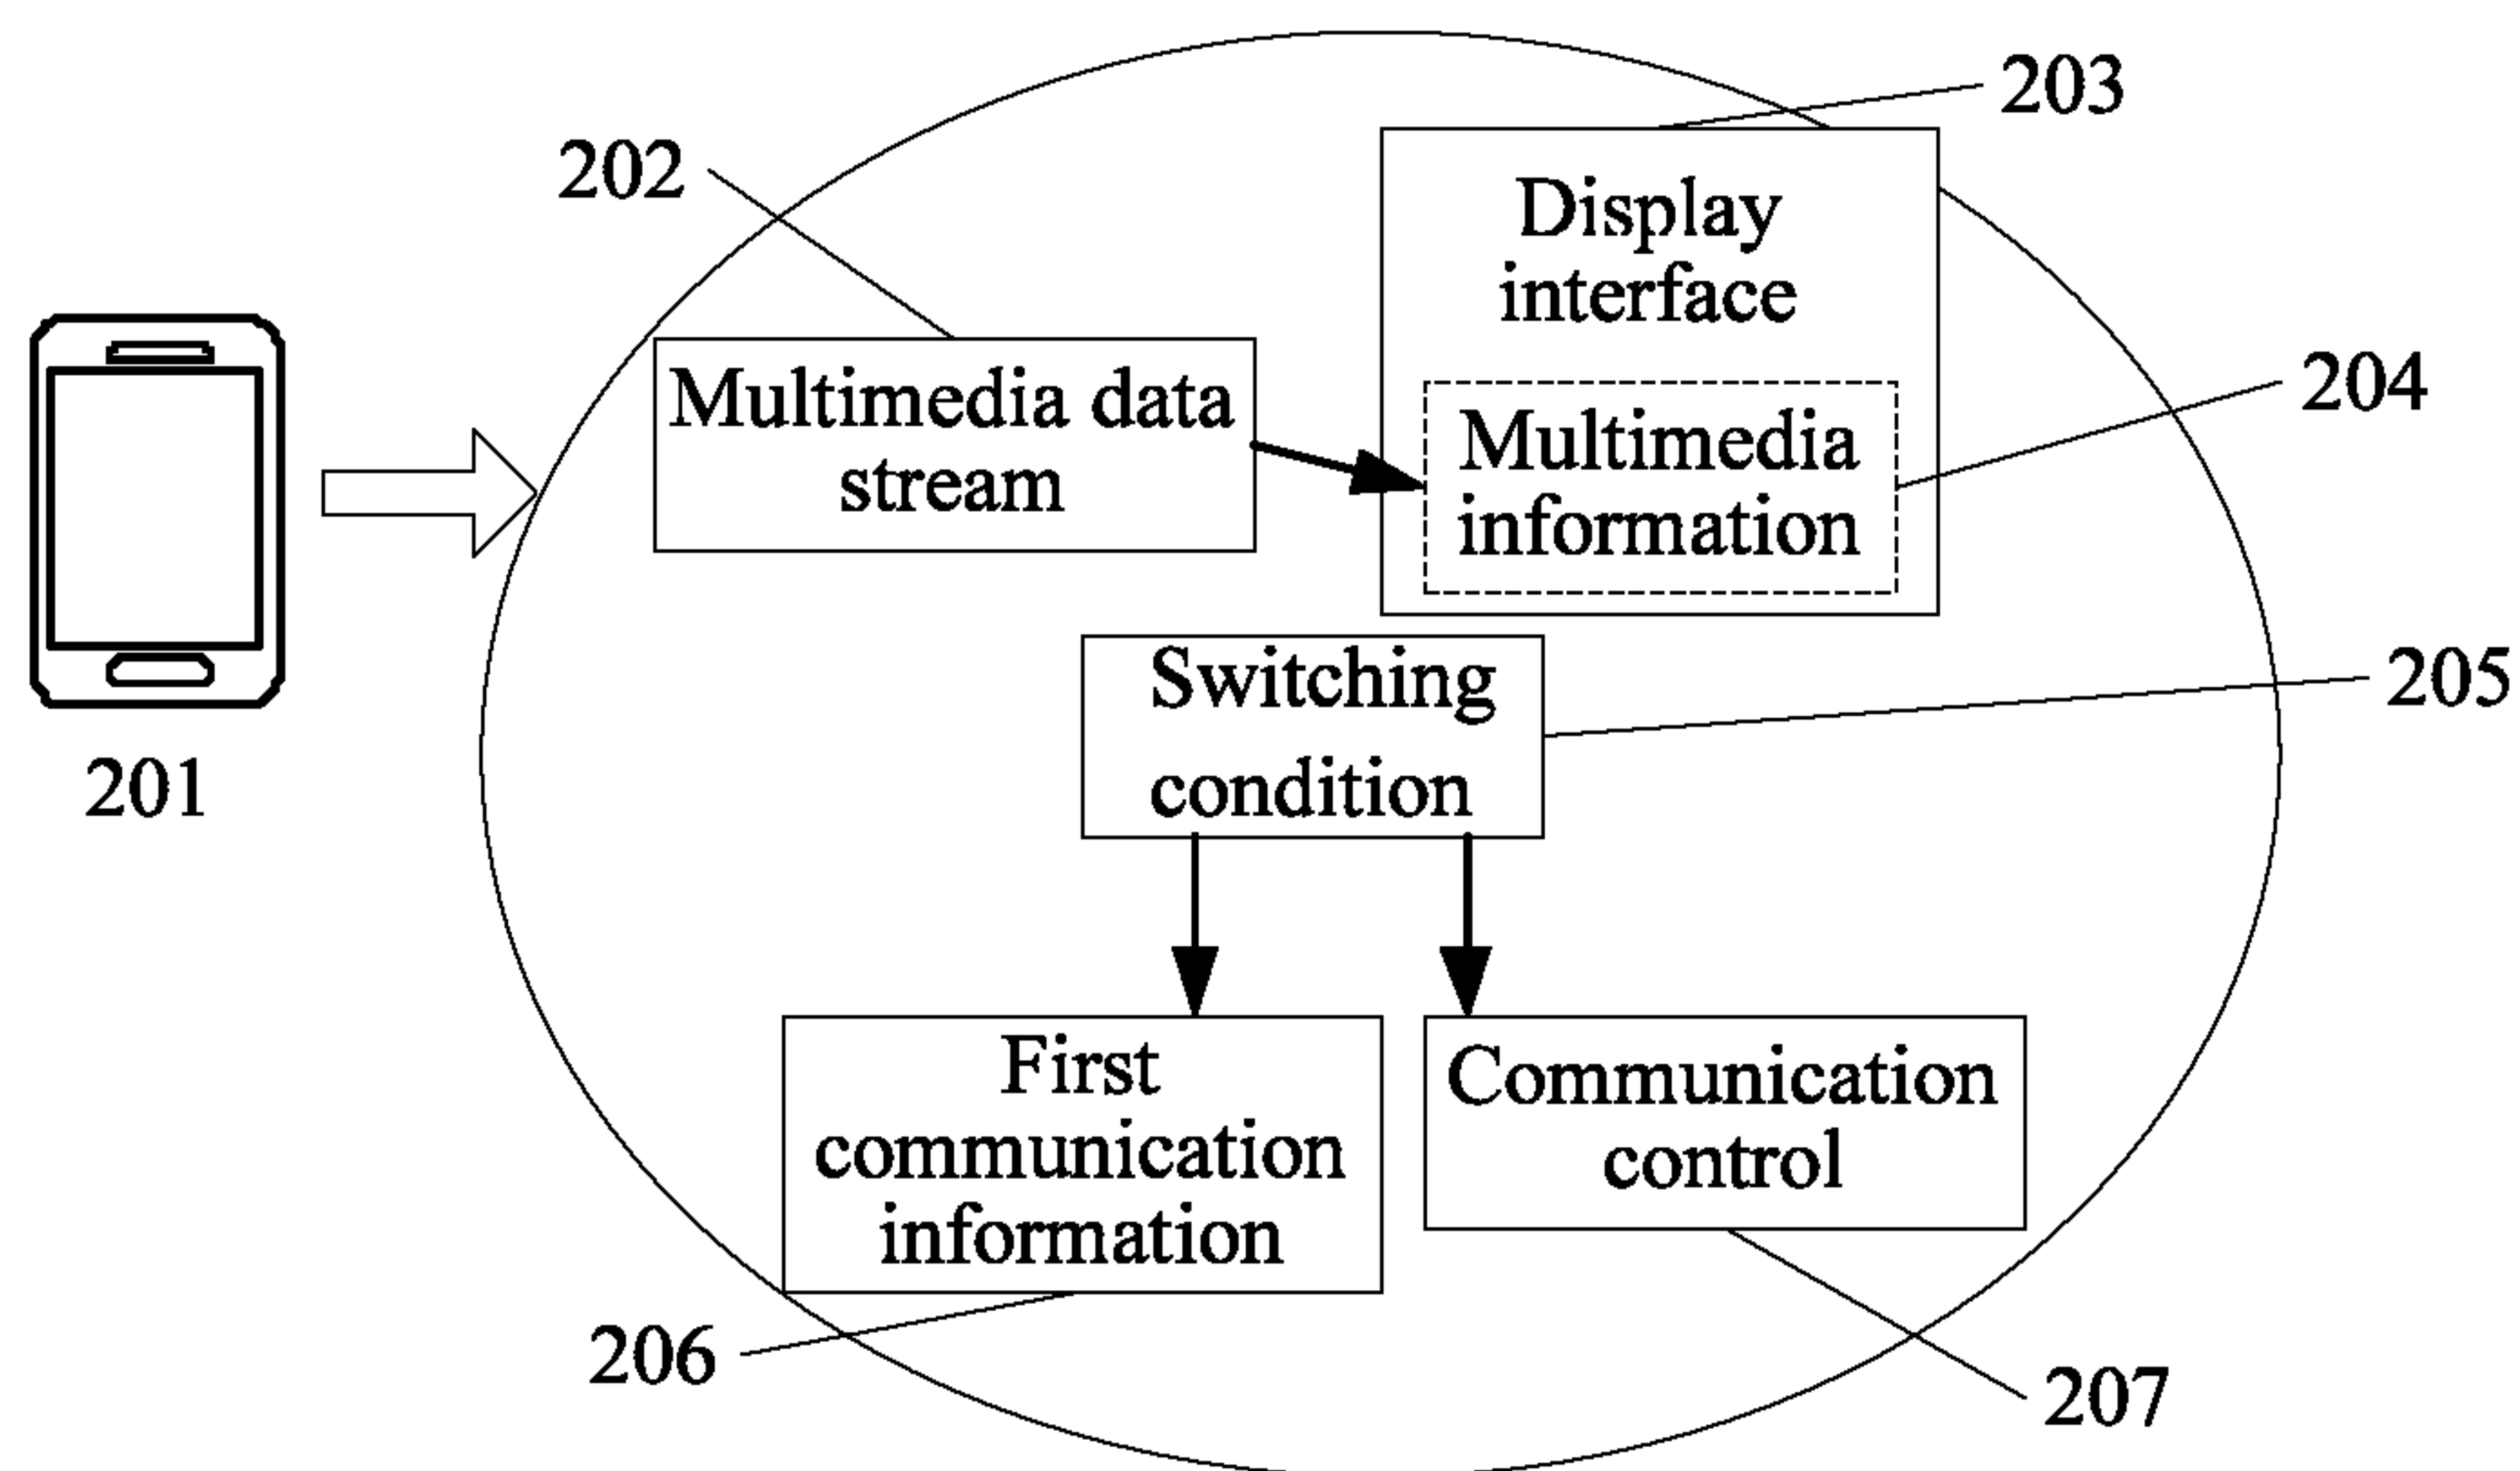 203
202
Display
interface
204
Multimedia data
stream
Multimedia
information
205
Switching
condition
201
First
communication
information
Communication
control
206
207